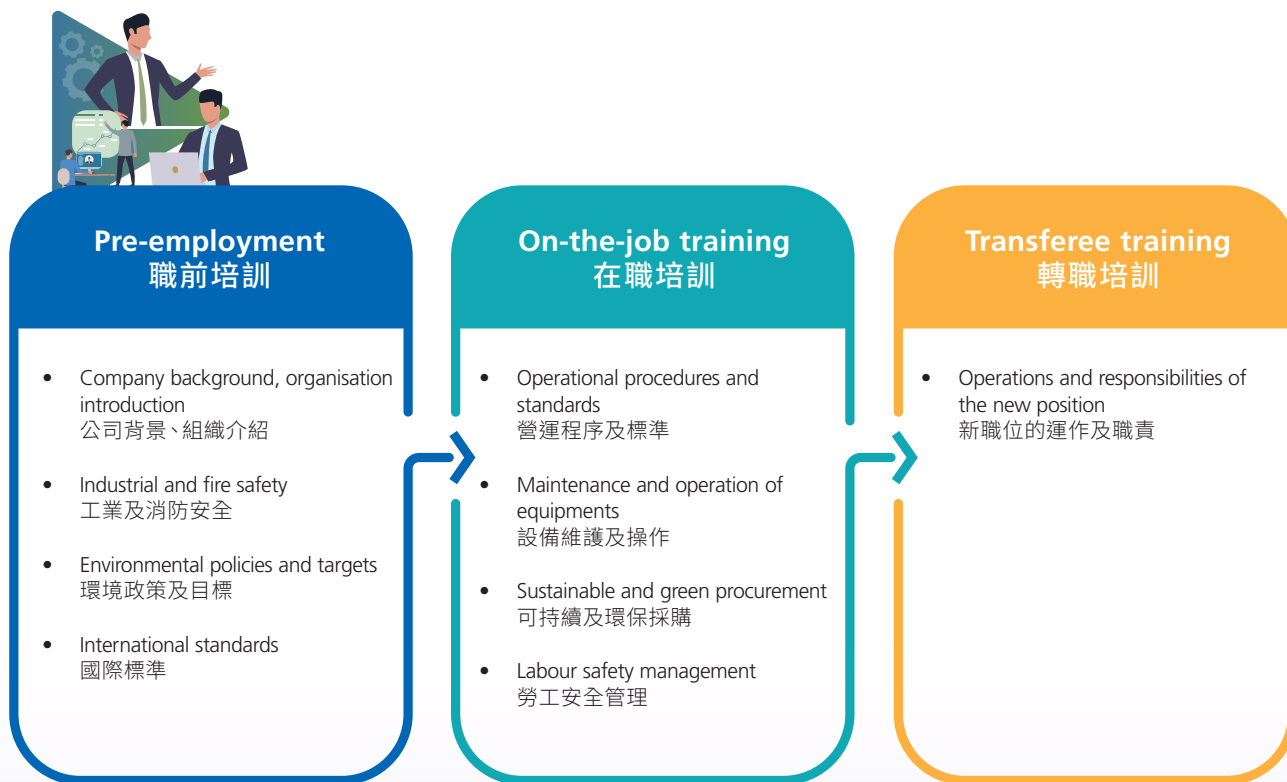 Pre-employment
職前培訓
• Company background, organisation
introduction
公司背景、組織介紹
• Industrial and fire safety
工業及消防安全
• Environmental policies and targets
環境政策及目標
• International standards
國際標準
On-the-job training
在職培訓
• Operational procedures and
standards
營運程序及標準
• Maintenance and operation of
equipments
設備維護及操作
• Sustainable and green procurement
可持續及環保採購
• Labour safety management
勞工安全管理
Transferee training
轉職培訓
• Operations and responsibilities of
the new position
新職位的運作及職責